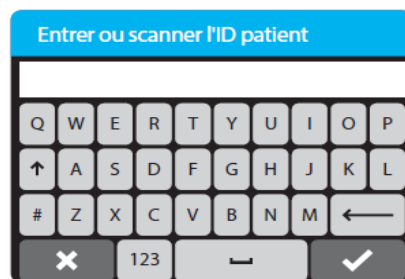 Entrer ou scanner l'ID patient
Q W E R T Y U I O P
↑ A S D F G H J K L
# Z X C V B N M ←
123